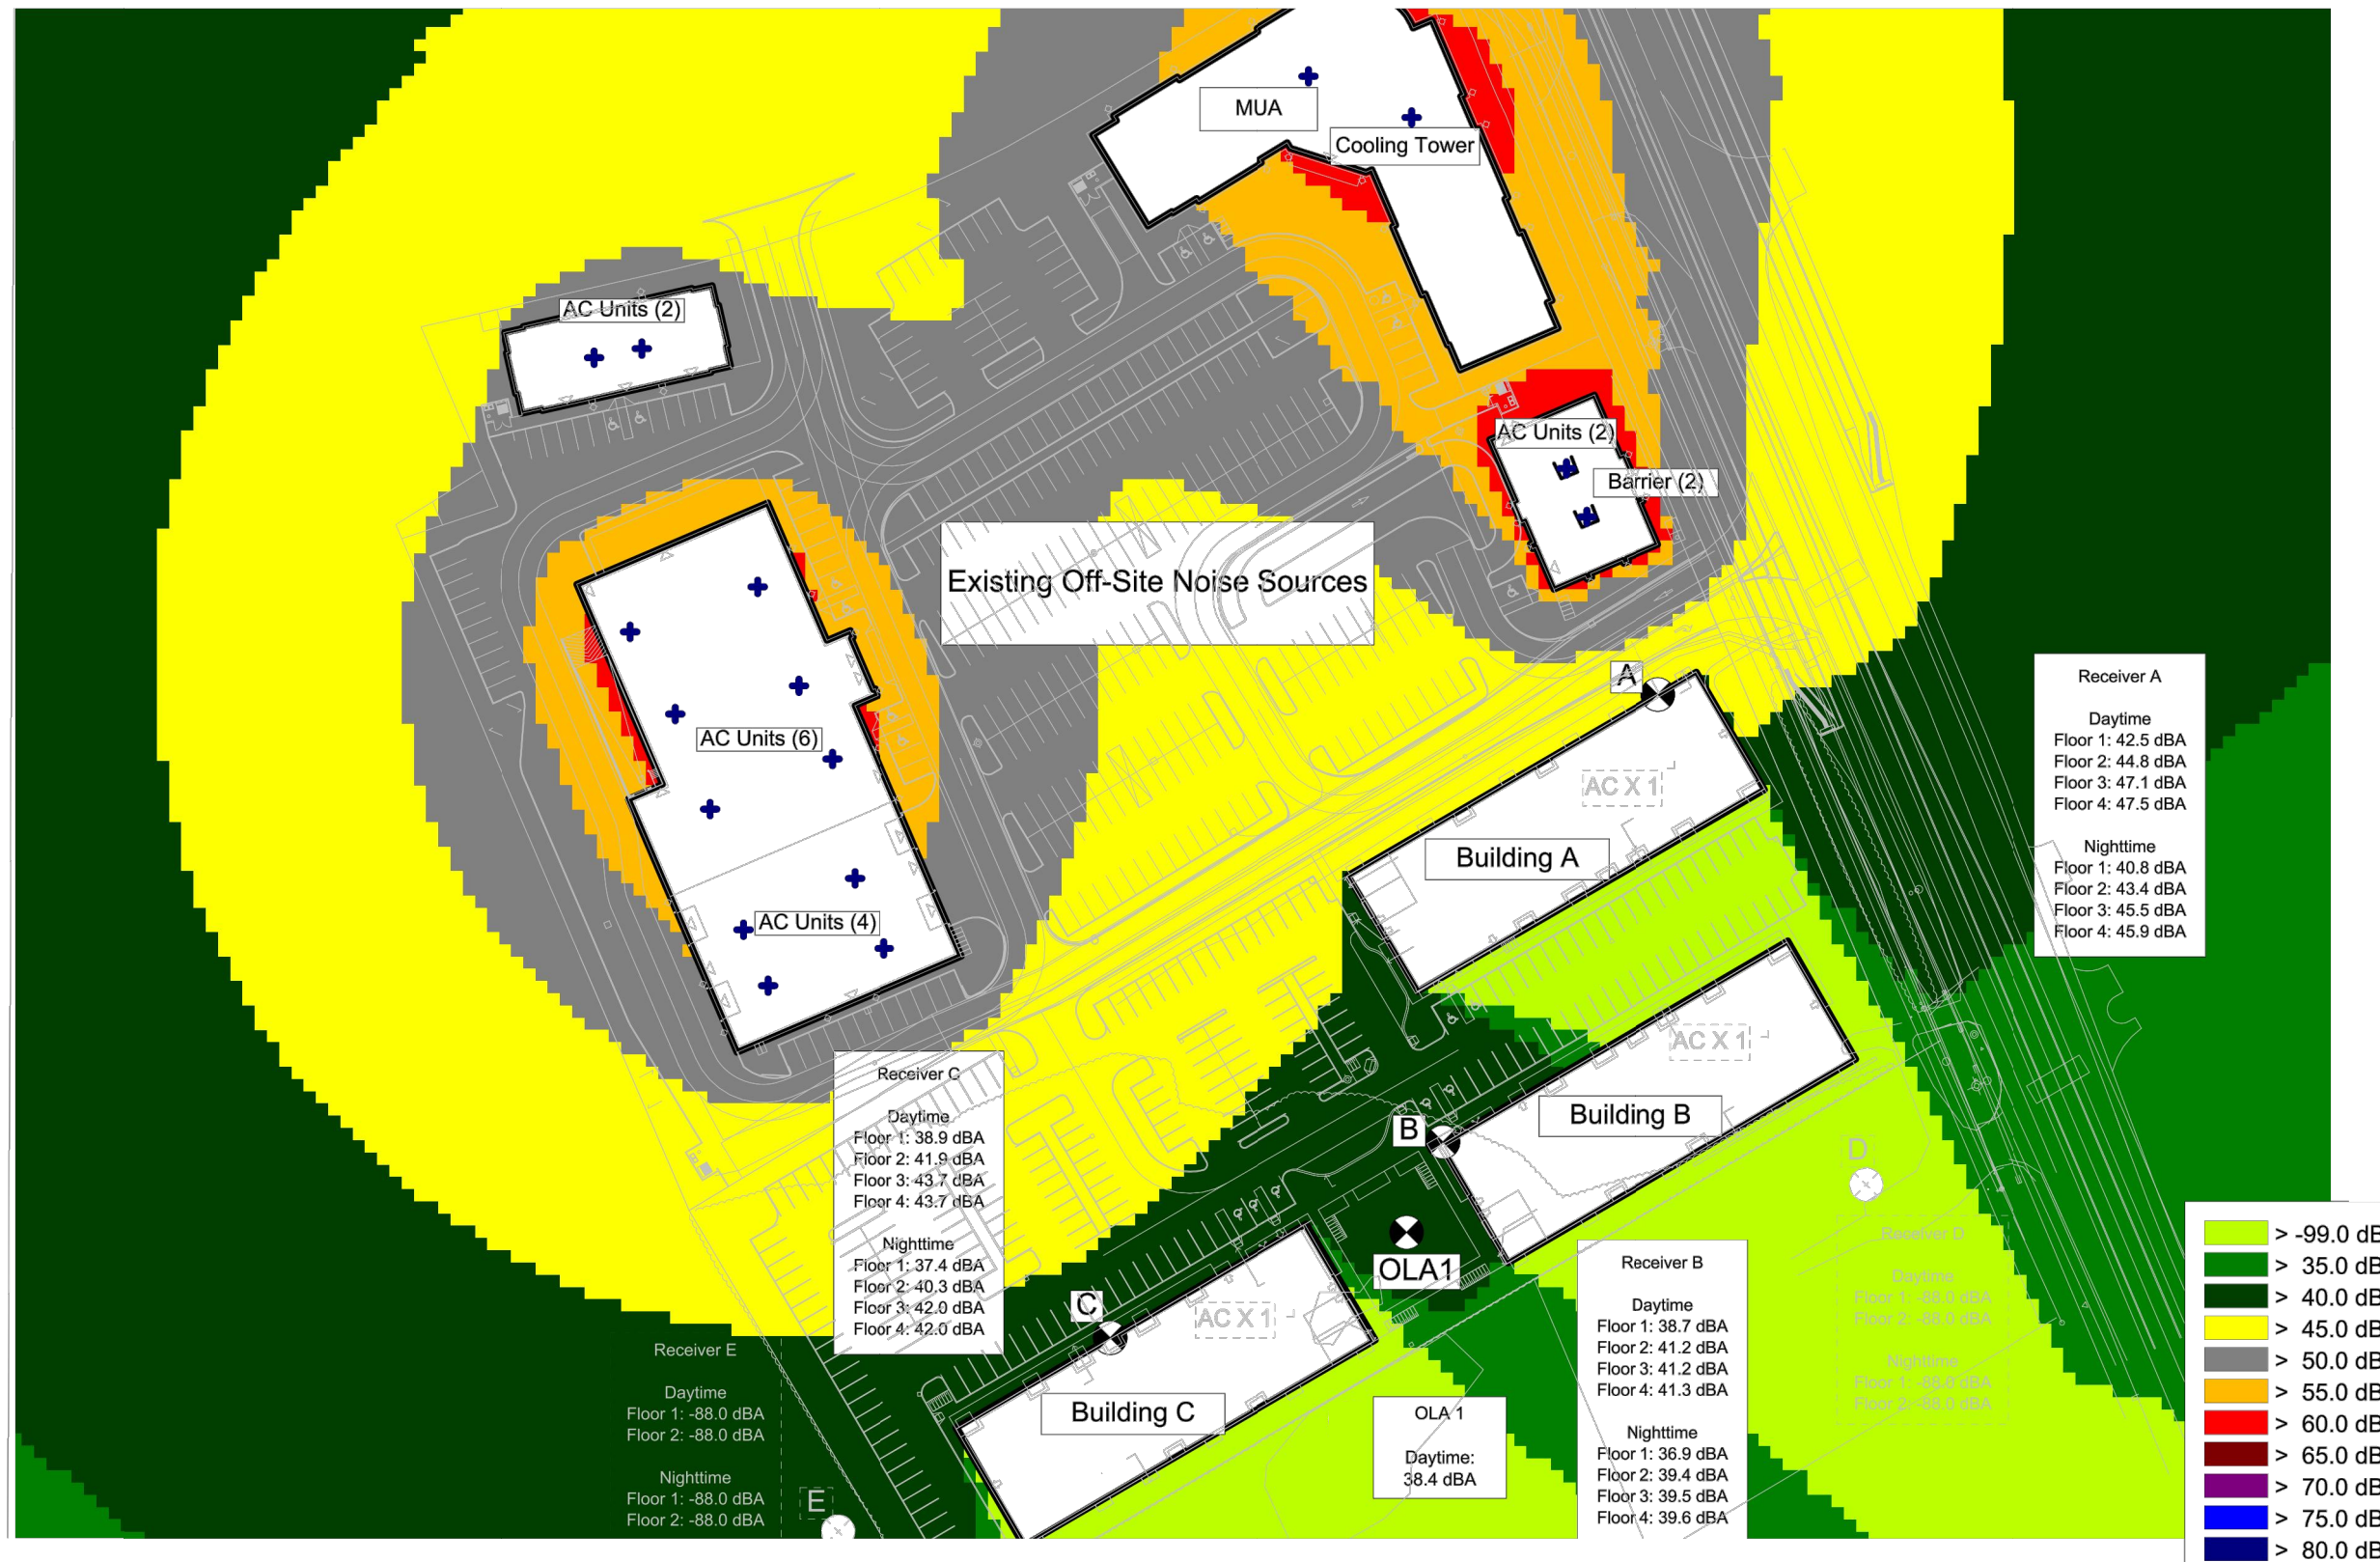 MUA
Cooling Tower
AC Units (2)
AC Units (2)
Barrier (2)
Existing Off-Site Noise Sources
A
AC Units (6)
AC X 1
Building A
AC Units (4)
Receiver A
Daytime
Floor 1: 42.5 dBA
Floor 2: 44.8 dBA
Floor 3: 47.1 dBA
Floor 4: 47.5 dBA
Nighttime
Floor 1: 40.8 dBA
Floor 2: 43.4 dBA
Floor 3: 45.5 dBA
Floor 4: 45.9 dBA
AC X 1
Building B
B
D
Receiver C
Daytime
Floor 1: 38.9 dBA
Floor 2: 41.9 dBA
Floor 3: 43.7 dBA
Floor 4: 43.7 dBA
Nighttime
Floor 1: 37.4 dBA
Floor 2: 40.3 dBA
Floor 3: 42.0 dBA
Floor 4: 42.0 dBA
OLA1
C
AC X 1
Building C
Receiver E
Daytime
Floor 1: -88.0 dBA
Floor 2: -88.0 dBA
Nighttime
Floor 1: -88.0 dBA
Floor 2: -88.0 dBA
E
OLA 1
Daytime:
38.4 dBA
Receiver B
Daytime
Floor 1: 38.7 dBA
Floor 2: 41.2 dBA
Floor 3: 41.2 dBA
Floor 4: 41.3 dBA
Nighttime
Floor 1: 36.9 dBA
Floor 2: 39.4 dBA
Floor 3: 39.5 dBA
Floor 4: 39.6 dBA
Receiver D
Daytime
Floor 1: -88.0 dBA
Floor 2: -88.0 dBA
Nighttime
Floor 1: -88.0 dBA
Floor 2: -88.0 dBA
> -99.0 dB
> 35.0 dB
> 40.0 dB
> 45.0 dB
> 50.0 dB
> 55.0 dB
> 60.0 dB
> 65.0 dB
> 70.0 dB
> 75.0 dB
> 80.0 dB